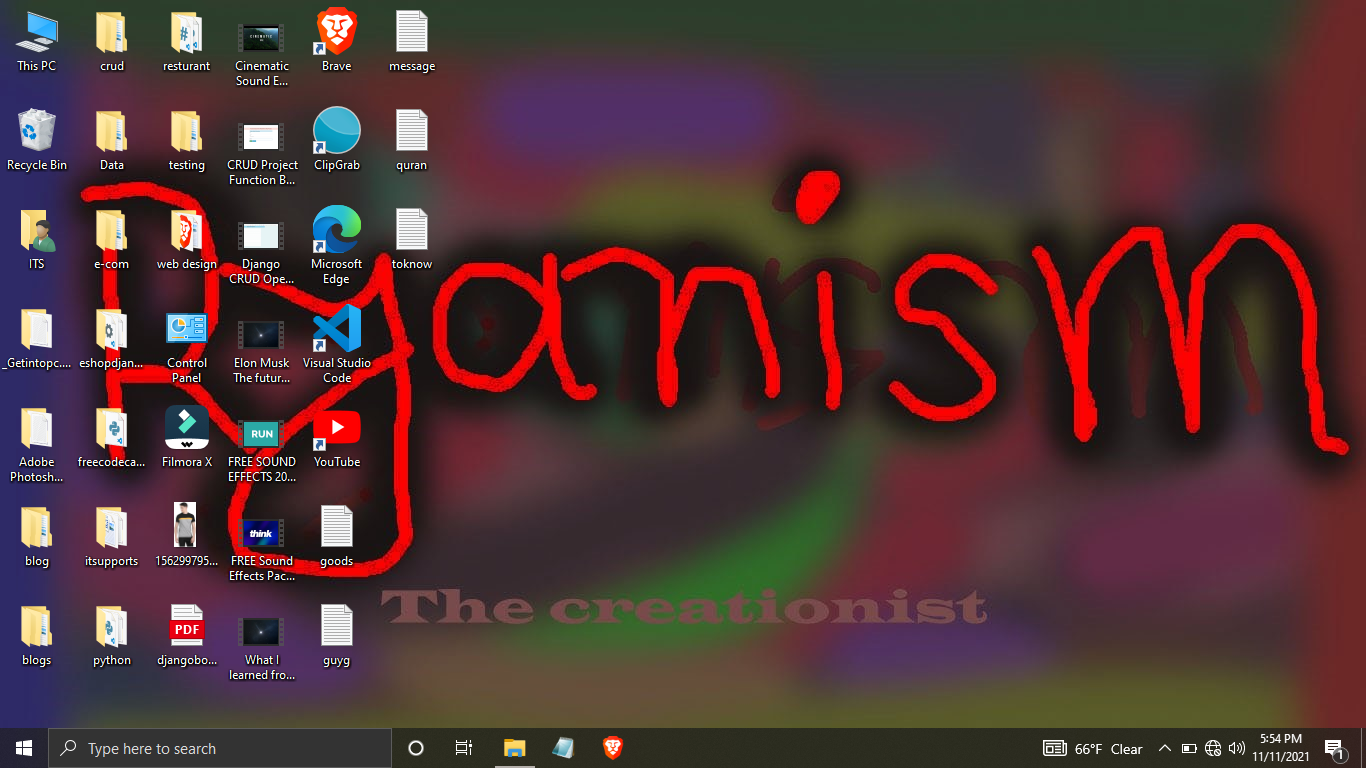 This PC
crud
resturant
Cinematic
Sound E...
Brave
message
Recycle Bin
Data
testing
CRUD Project
Function B...
ClipGrab
quran
ITS
e-com
web design
Django
CRUD Ope...
Microsoft
Edge
toknow
_Getintopc....
eshopdjan...
Control
Panel
Elon Musk
The futur...
Visual Studio
Code
Adobe
Photosh...
freecodeca...
Filmora X
RUN
FREE SOUND
EFFECTS 20...
YouTube
blog
itsupports
156299795...
think
FREE Sound
Effects Pac...
goods
blogs
python
PDF
djangobo...
What I
learned fro...
guyg
Ryanism
The creationist
Type here to search
66°F Clear
5:54 PM
11/11/2021
1